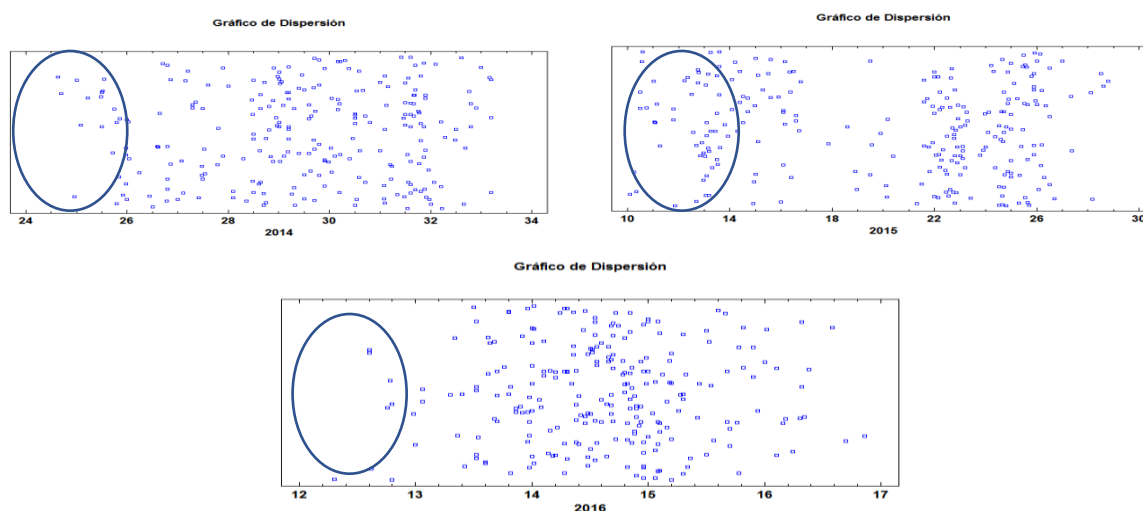 Gráfico de Dispersión
24 26 28 30 32 34
2014
Gráfico de Dispersión
10 14 18 22 26 30
2015
Gráfico de Dispersión
12 13 14 15 16 17
2016